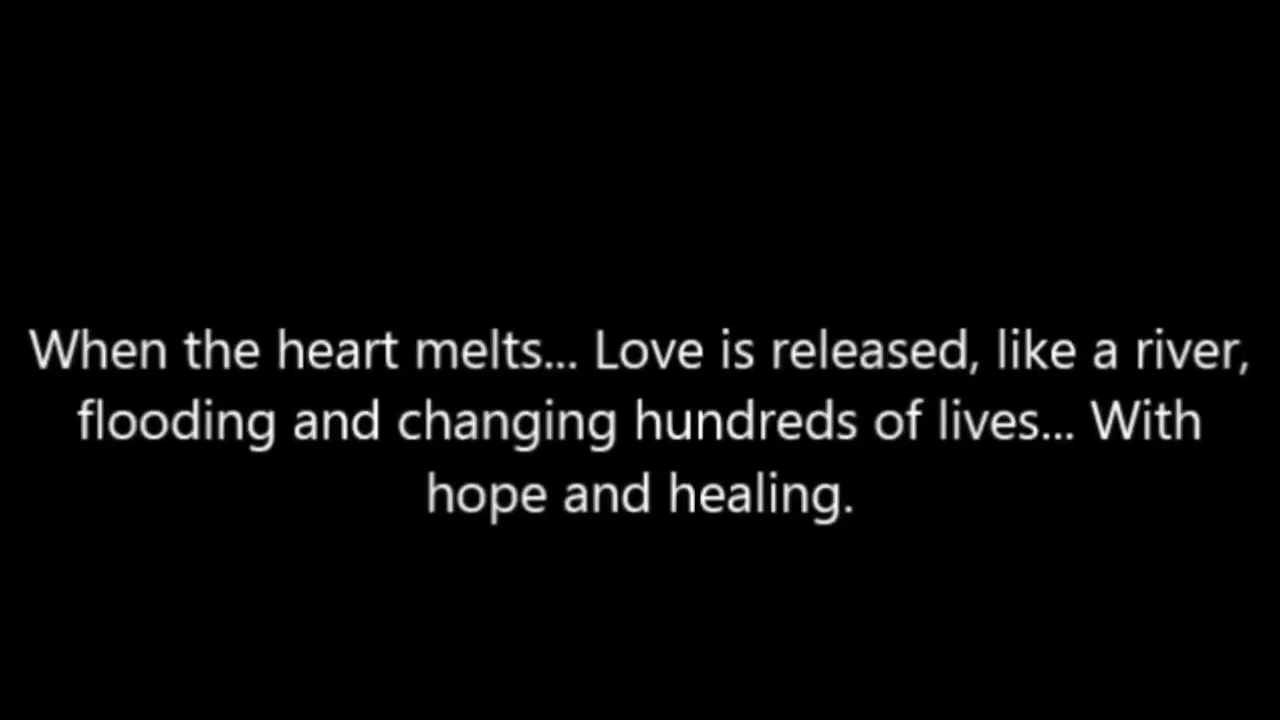 When the heart melts... Love is released, like a river,
flooding and changing hundreds of lives... With
hope and healing.